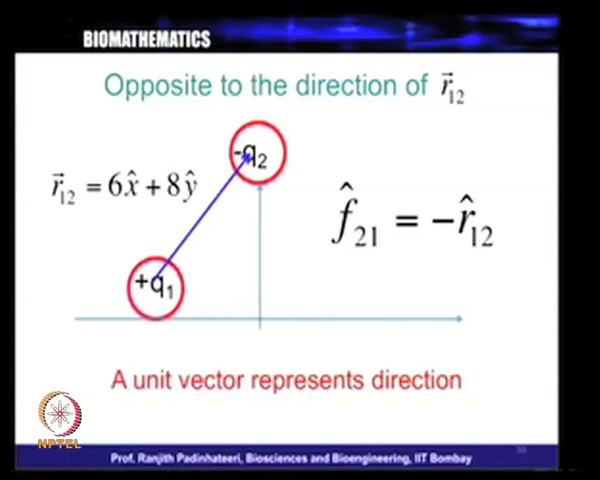 BIOMATHEMATICS
Opposite to the direction of r⃗₁₂
-q₂
r⃗₁₂ = 6x̂ + 8ŷ
f̂₂₁ = −r̂₁₂
+q₁
A unit vector represents direction
NPTEL
Prof. Ranjith Padinhateeri, Biosciences and Bioengineering, IIT Bombay